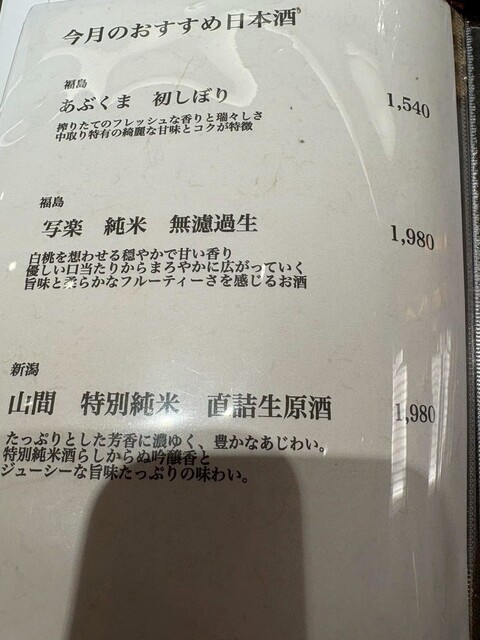 今月のおすすめ日本酒
福島
あぶくま 初しぼり 1,540
搾りたてのフレッシュな香りと瑞々しさ
中取り特有の綺麗な甘味とコクが特徴
福島
写楽 純米 無濾過生 1,980
白桃を想わせる穏やかで甘い香り
優しい口当たりからまろやかに広がっていく
旨味と柔らかなフルーティーさを感じるお酒
新潟
山間 特別純米 直詰生原酒 1,980
たっぷりとした芳香に濃ゆく、豊かなあじわい。
特別純米酒らしからぬ吟醸香と
ジューシーな旨味たっぷりの味わい。